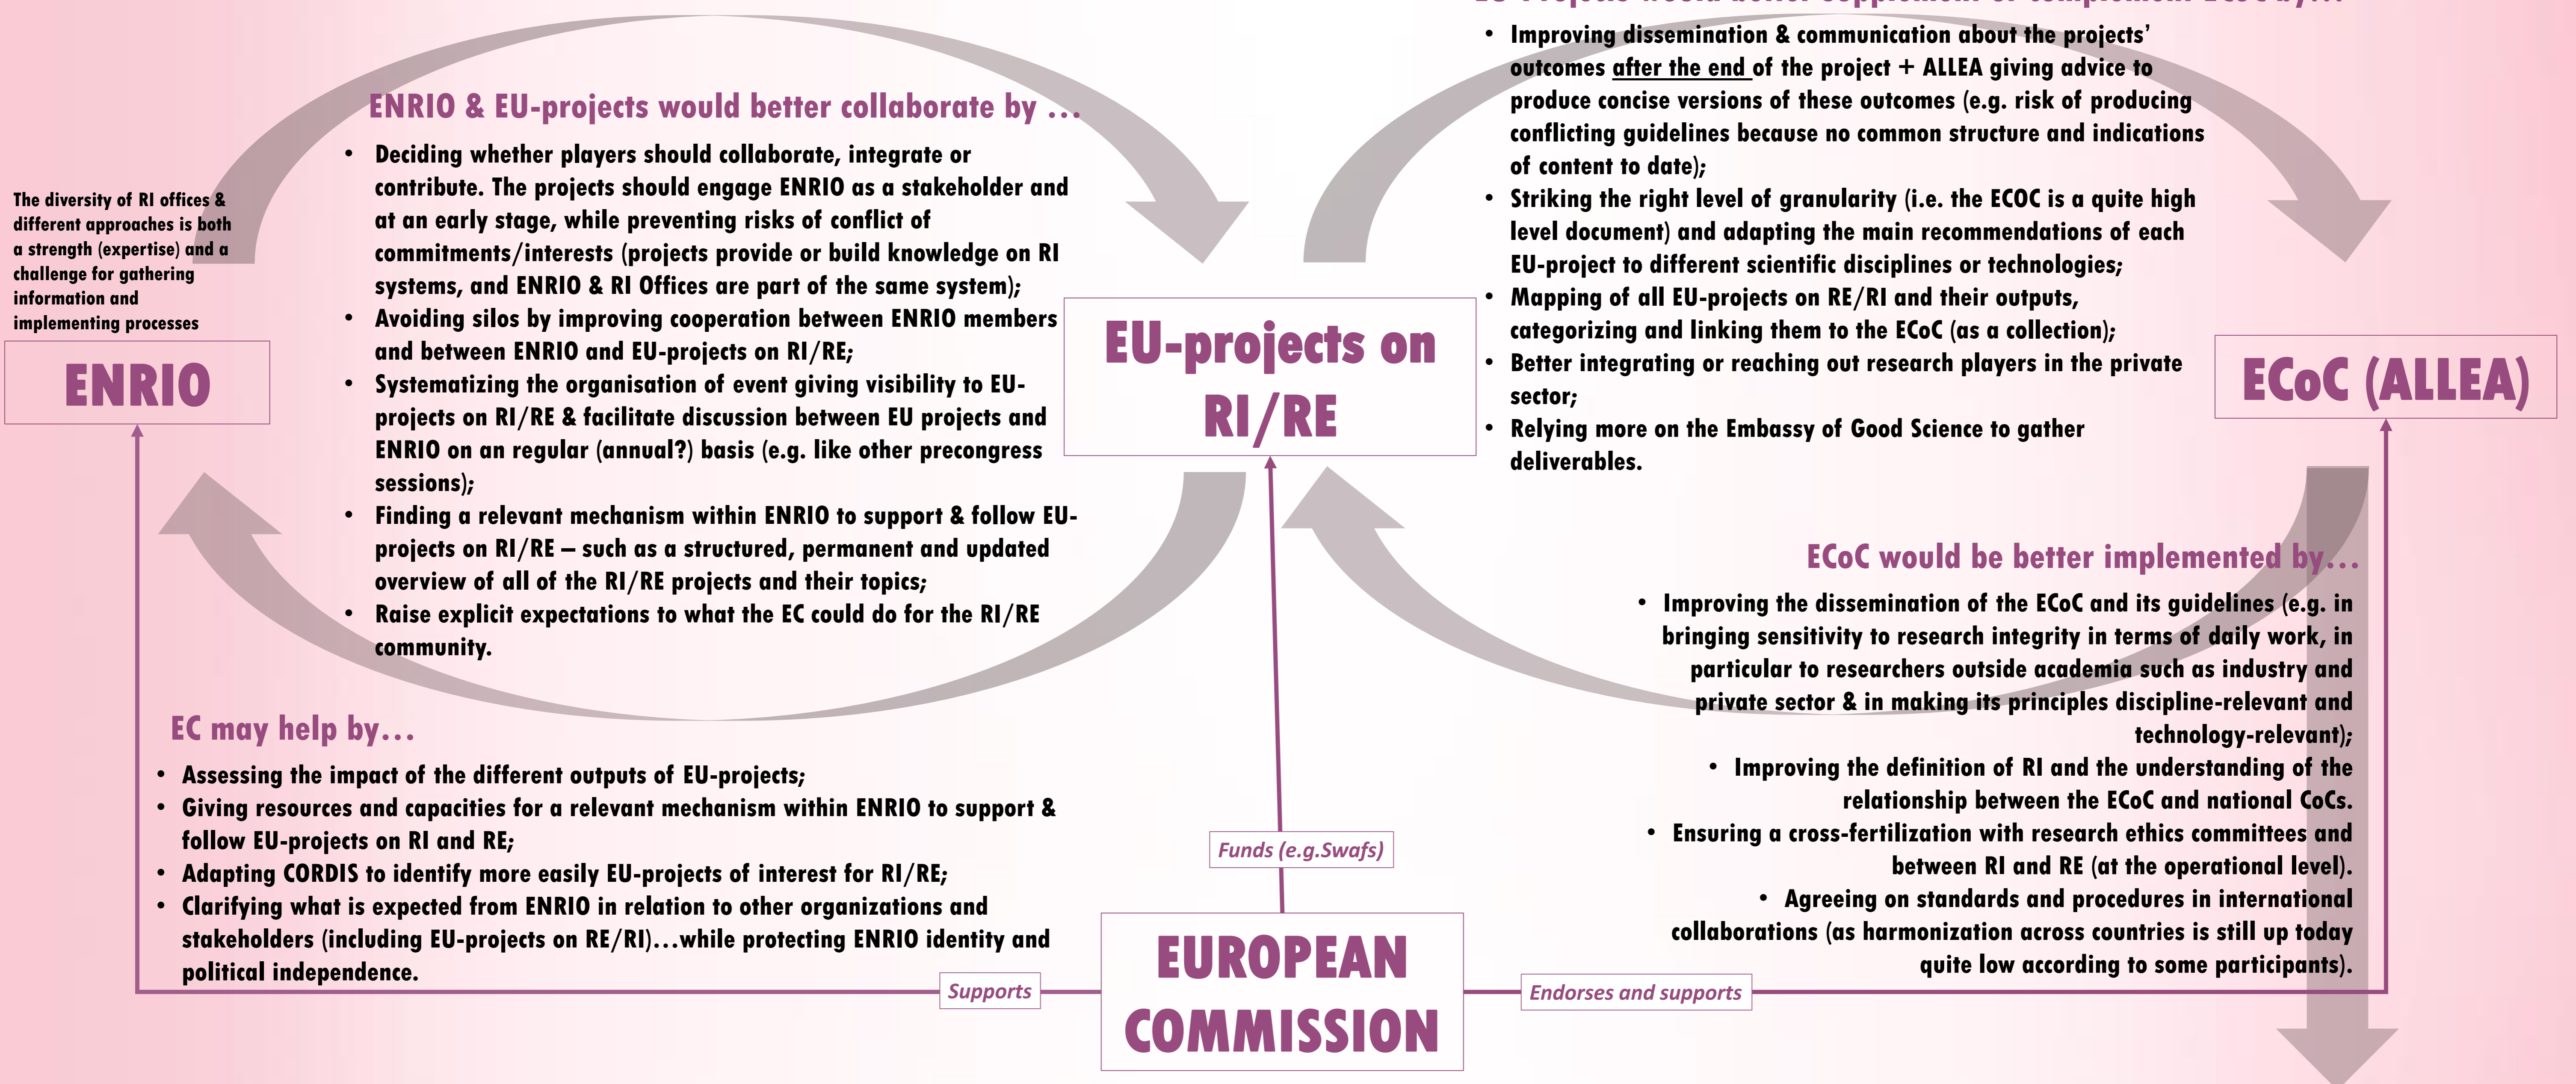 EU-Projects would better supplement or complement ECoC by…
• Improving dissemination & communication about the projects'
outcomes after the end of the project + ALLEA giving advice to
produce concise versions of these outcomes (e.g. risk of producing
conflicting guidelines because no common structure and indications
of content to date);
• Striking the right level of granularity (i.e. the ECOC is a quite high
level document) and adapting the main recommendations of each
EU-project to different scientific disciplines or technologies;
• Mapping of all EU-projects on RE/RI and their outputs,
categorizing and linking them to the ECoC (as a collection);
• Better integrating or reaching out research players in the private
sector;
• Relying more on the Embassy of Good Science to gather
deliverables.
ENRIO & EU-projects would better collaborate by …
• Deciding whether players should collaborate, integrate or
contribute. The projects should engage ENRIO as a stakeholder and
at an early stage, while preventing risks of conflict of
commitments/interests (projects provide or build knowledge on RI
systems, and ENRIO & RI Offices are part of the same system);
• Avoiding silos by improving cooperation between ENRIO members
and between ENRIO and EU-projects on RI/RE;
• Systematizing the organisation of event giving visibility to EU-
projects on RI/RE & facilitate discussion between EU projects and
ENRIO on an regular (annual?) basis (e.g. like other precongress
sessions);
• Finding a relevant mechanism within ENRIO to support & follow EU-
projects on RI/RE – such as a structured, permanent and updated
overview of all of the RI/RE projects and their topics;
• Raise explicit expectations to what the EC could do for the RI/RE
community.
The diversity of RI offices &
different approaches is both
a strength (expertise) and a
challenge for gathering
information and
implementing processes
ENRIO
EU-projects on
RI/RE
ECoC (ALLEA)
ECoC would be better implemented by…
• Improving the dissemination of the ECoC and its guidelines (e.g. in
bringing sensitivity to research integrity in terms of daily work, in
particular to researchers outside academia such as industry and
private sector & in making its principles discipline-relevant and
technology-relevant);
• Improving the definition of RI and the understanding of the
relationship between the ECoC and national CoCs.
• Ensuring a cross-fertilization with research ethics committees and
between RI and RE (at the operational level).
• Agreeing on standards and procedures in international
collaborations (as harmonization across countries is still up today
quite low according to some participants).
EC may help by…
• Assessing the impact of the different outputs of EU-projects;
• Giving resources and capacities for a relevant mechanism within ENRIO to support &
follow EU-projects on RI and RE;
• Adapting CORDIS to identify more easily EU-projects of interest for RI/RE;
• Clarifying what is expected from ENRIO in relation to other organizations and
stakeholders (including EU-projects on RE/RI)…while protecting ENRIO identity and
political independence.
Funds (e.g.Swafs)
Supports
EUROPEAN
COMMISSION
Endorses and supports